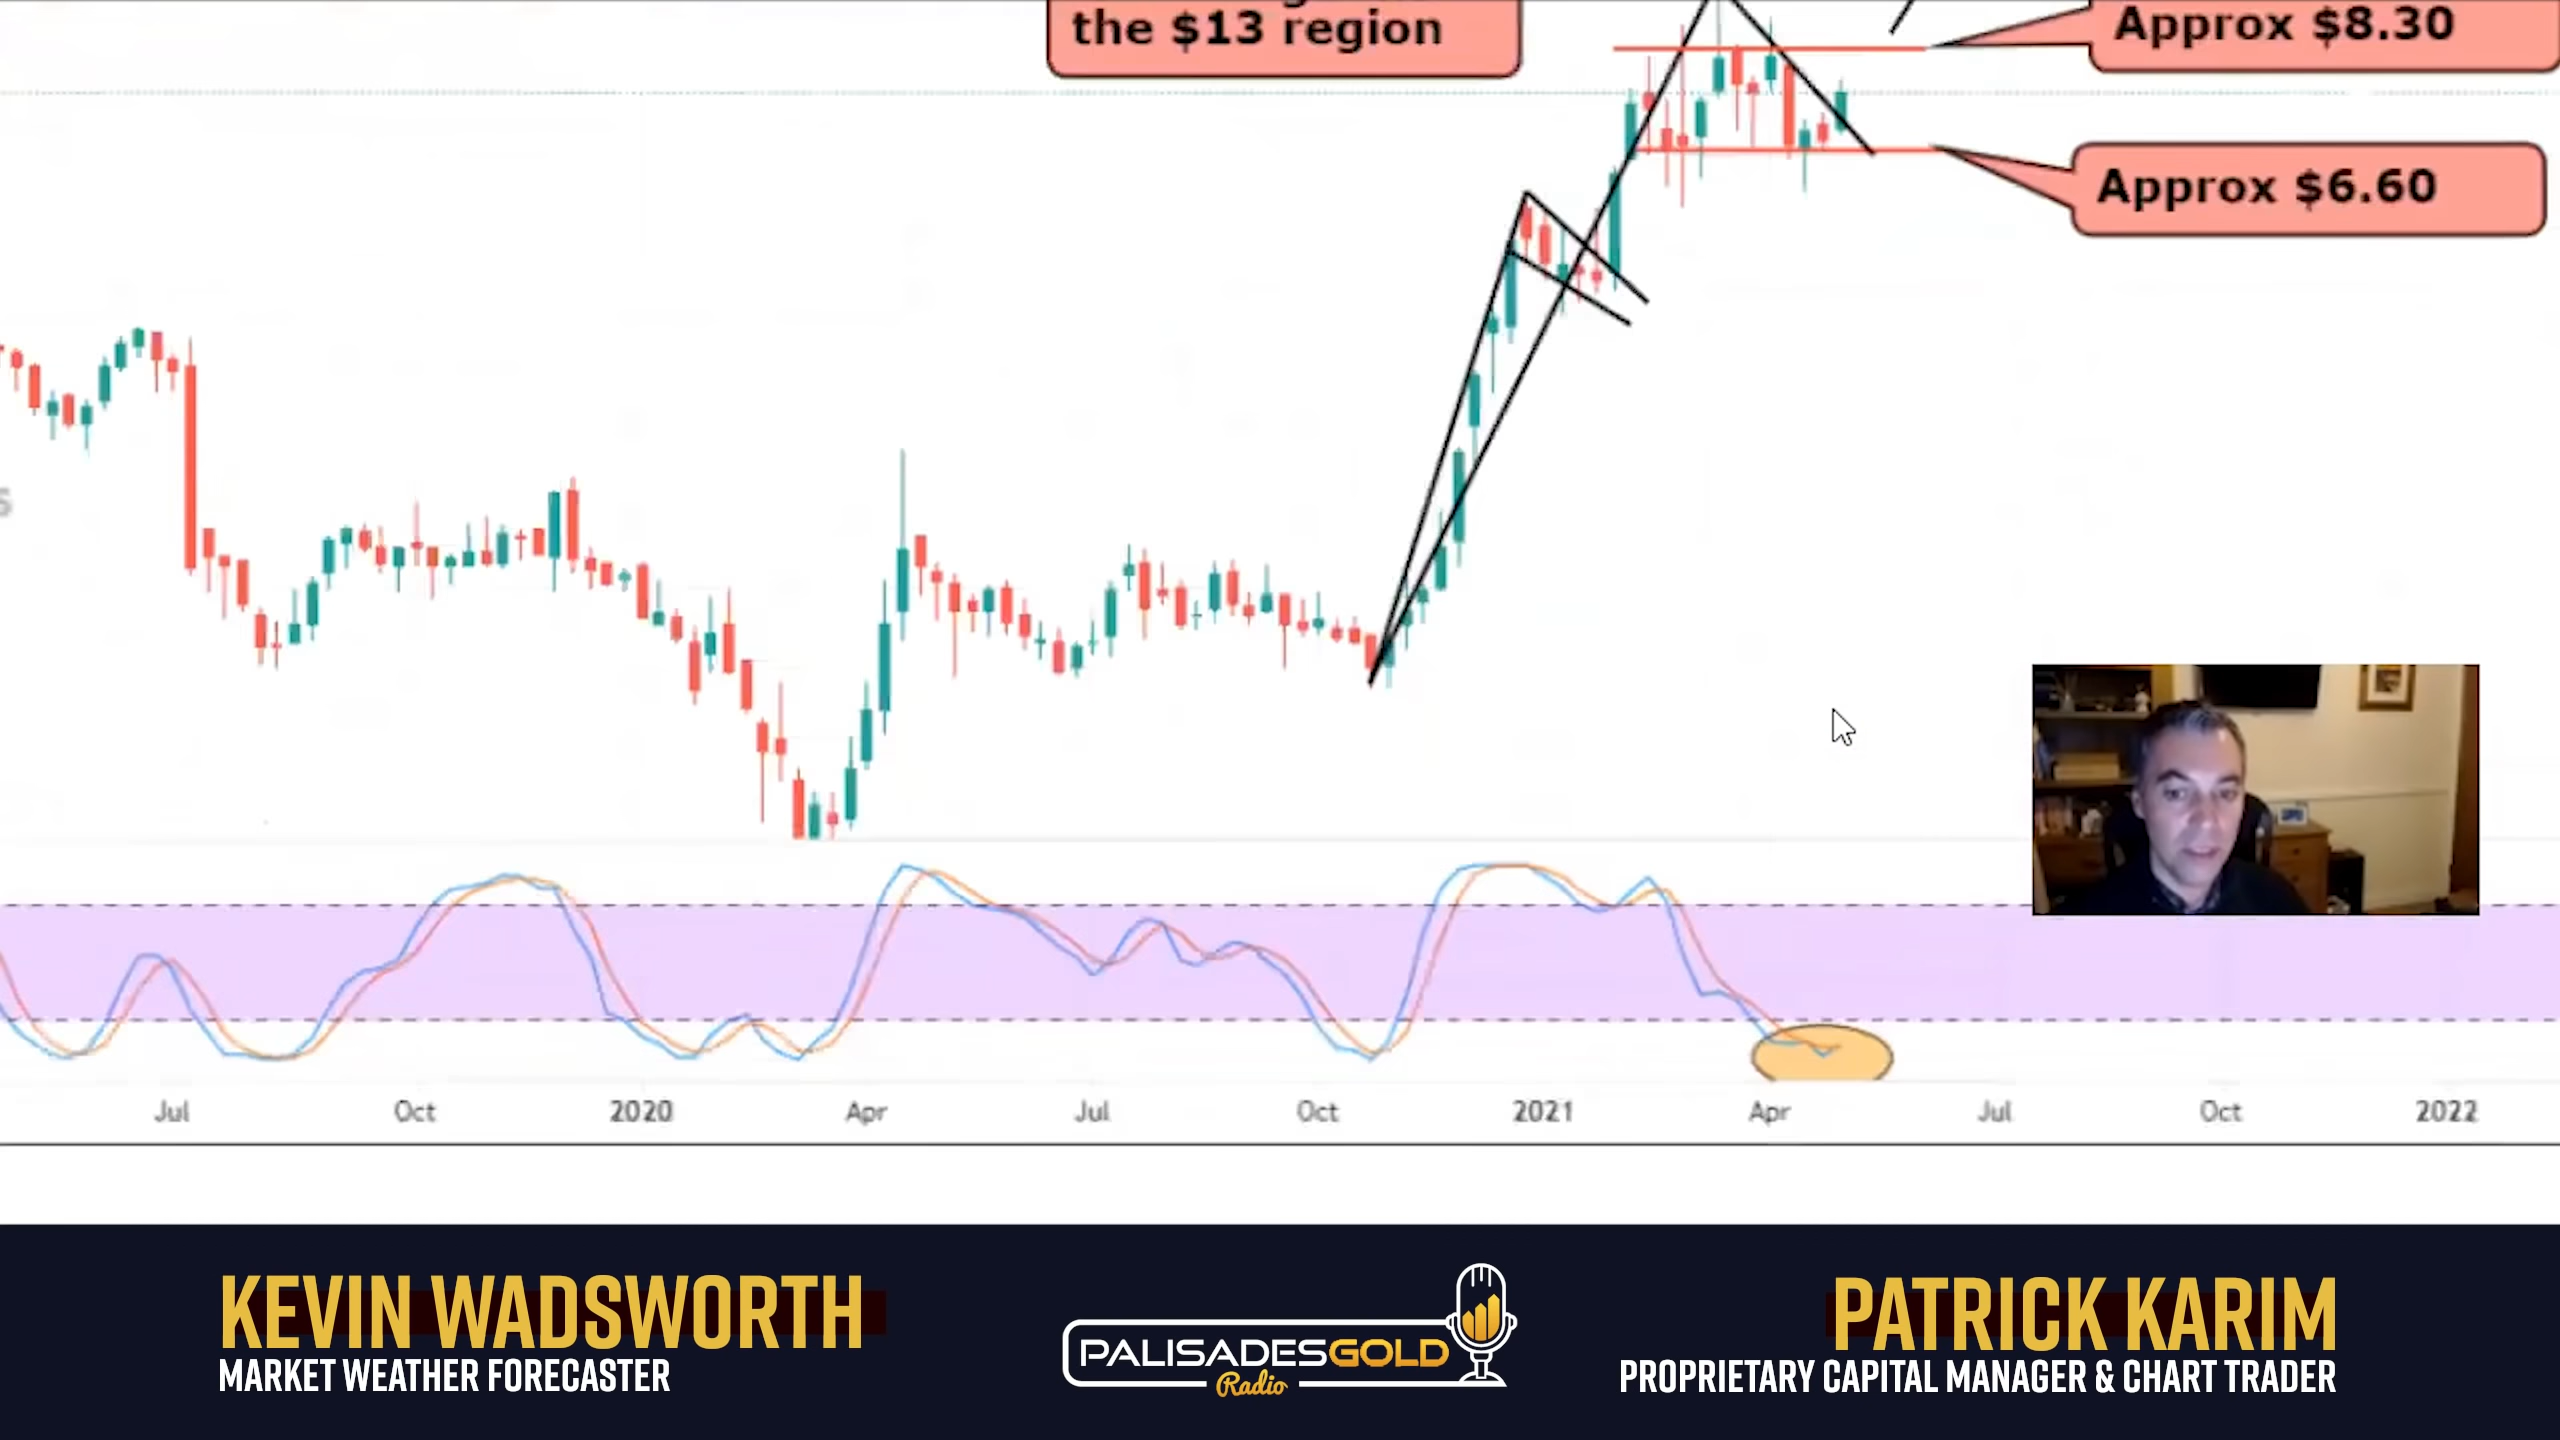 the $13 region
Approx $8.30
Approx $6.60
Jul
Oct
2020
Apr
Jul
Oct
2021
Apr
Jul
Oct
2022
KEVIN WADSWORTH
MARKET WEATHER FORECASTER
PALISADESGOLD
Radio
PATRICK KARIM
PROPRIETARY CAPITAL MANAGER & CHART TRADER